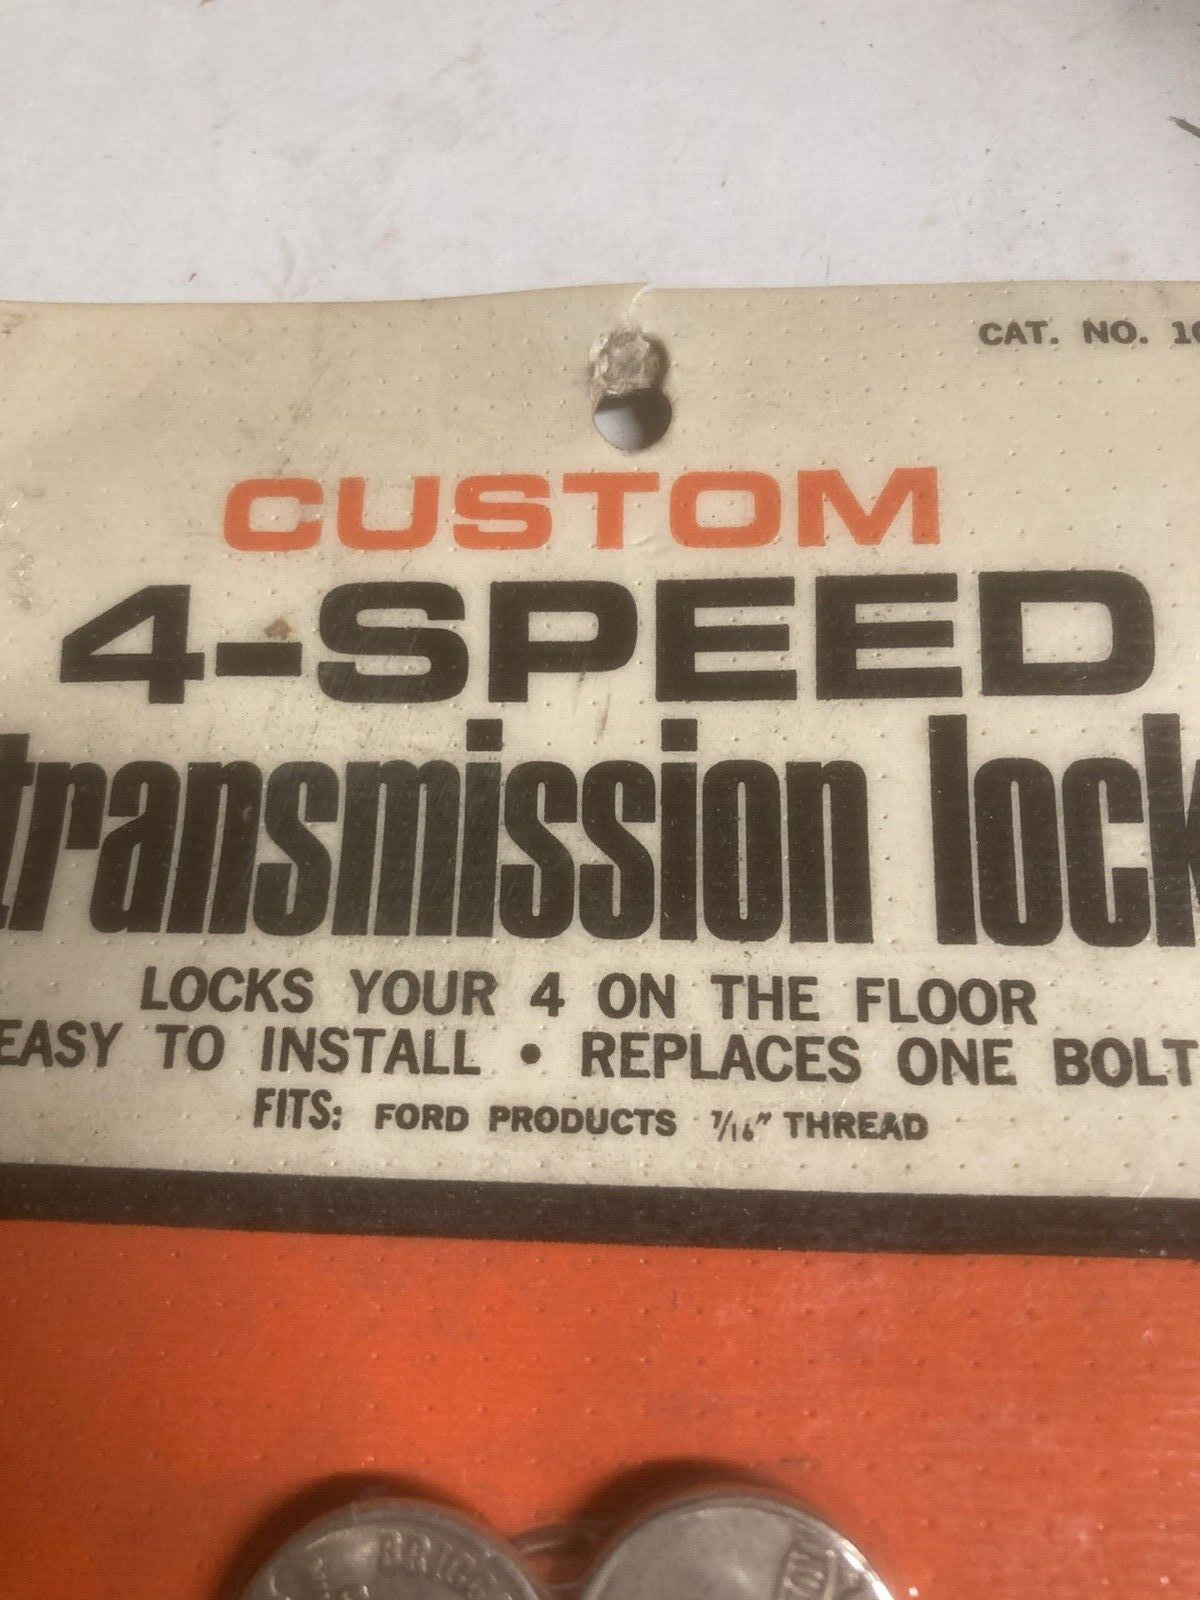 CAT. NO.
CUSTOM
4-SPEED
transmission lock
LOCKS YOUR 4 ON THE FLOOR
EASY TO INSTALL • REPLACES ONE BOLT
FITS: FORD PRODUCTS 7/16" THREAD